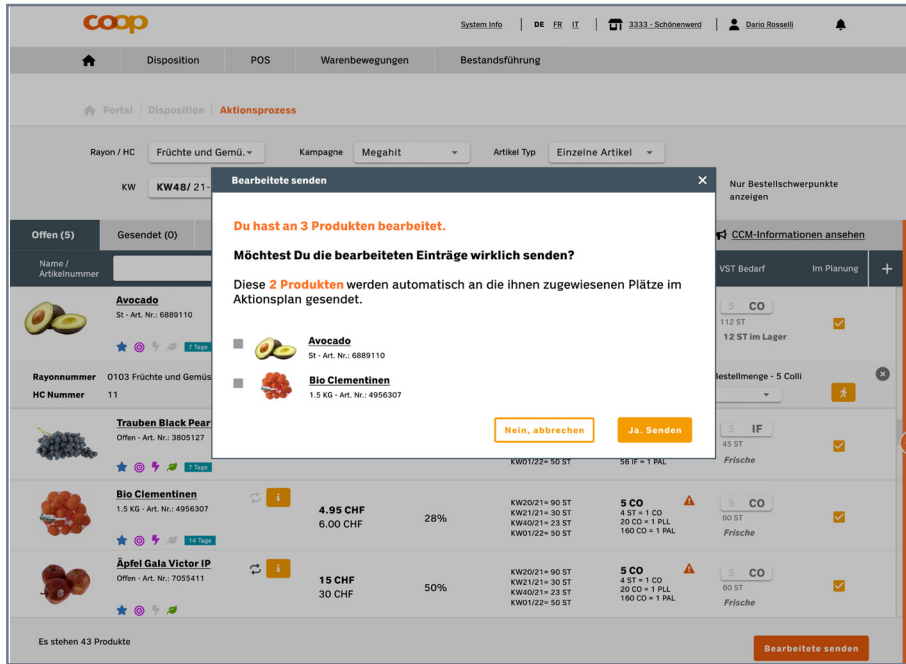 coop
System Info | DE FR IT | 3333 - Schönenwerd | Dario Rosselli
Disposition POS Warenbewegungen Bestandsführung
Portal | Disposition | Aktionsprozess
Rayon / HC Früchte und Gemü. Kampagne Megahit Artikel Typ Einzelne Artikel
KW KW48/ 21- Nur Bestellschwerpunkte
anzeigen
Bearbeitete senden
Du hast an 3 Produkten bearbeitet.
Möchtest Du die bearbeiteten Einträge wirklich senden?
Diese 2 Produkten werden automatisch an die ihnen zugewiesenen Plätze im
Aktionsplan gesendet.
Avocado
St - Art. Nr.: 6889110
Bio Clementinen
1.5 KG - Art. Nr.: 4956307
Nein, abbrechen Ja. Senden
Offen (5) Gesendet (0) CCM-Informationen ansehen
Name /
Artikelnummer
VST Bedarf Im Planung +
Avocado
St - Art. Nr.: 6889110
7 Tage
5 CO
112 ST
12 ST im Lager
Rayonnummer 0103 Früchte und Gemüs
HC Nummer 11
Bestellmenge - 5 Colli
Trauben Black Pear
Offen - Art. Nr.: 3805127
7 Tage
KW01/22= 50 ST
56 IF = 1 PAL
5 IF
45 ST
Frische
Bio Clementinen
1.5 KG - Art. Nr.: 4956307
14 Tage
i
4.95 CHF
6.00 CHF
28%
KW20/21= 90 ST
KW21/21= 30 ST
KW40/21= 23 ST
KW01/22= 50 ST
5 CO
4 ST = 1 CO
20 CO = 1 PLL
160 CO = 1 PAL
5 CO
60 ST
Frische
Äpfel Gala Victor IP
Offen - Art. Nr.: 7055411
i
15 CHF
30 CHF
50%
KW20/21= 90 ST
KW21/21= 30 ST
KW40/21= 23 ST
KW01/22= 50 ST
5 CO
4 ST = 1 CO
20 CO = 1 PLL
160 CO = 1 PAL
5 CO
60 ST
Frische
Es stehen 43 Produkte
Bearbeitete senden